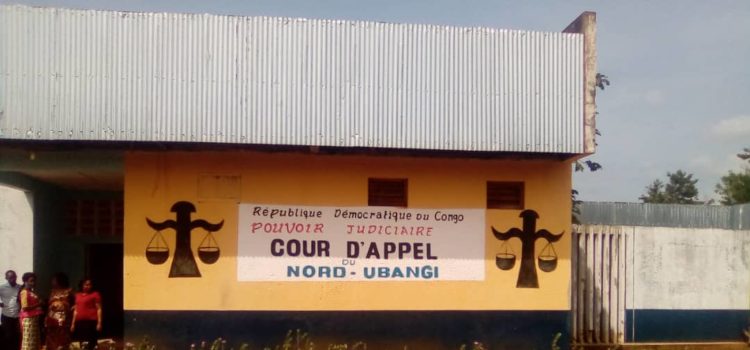 République Démocratique du Congo
POUVOIR JUDICIAIRE
COUR D'APPEL
DU
NORD-UBANGI